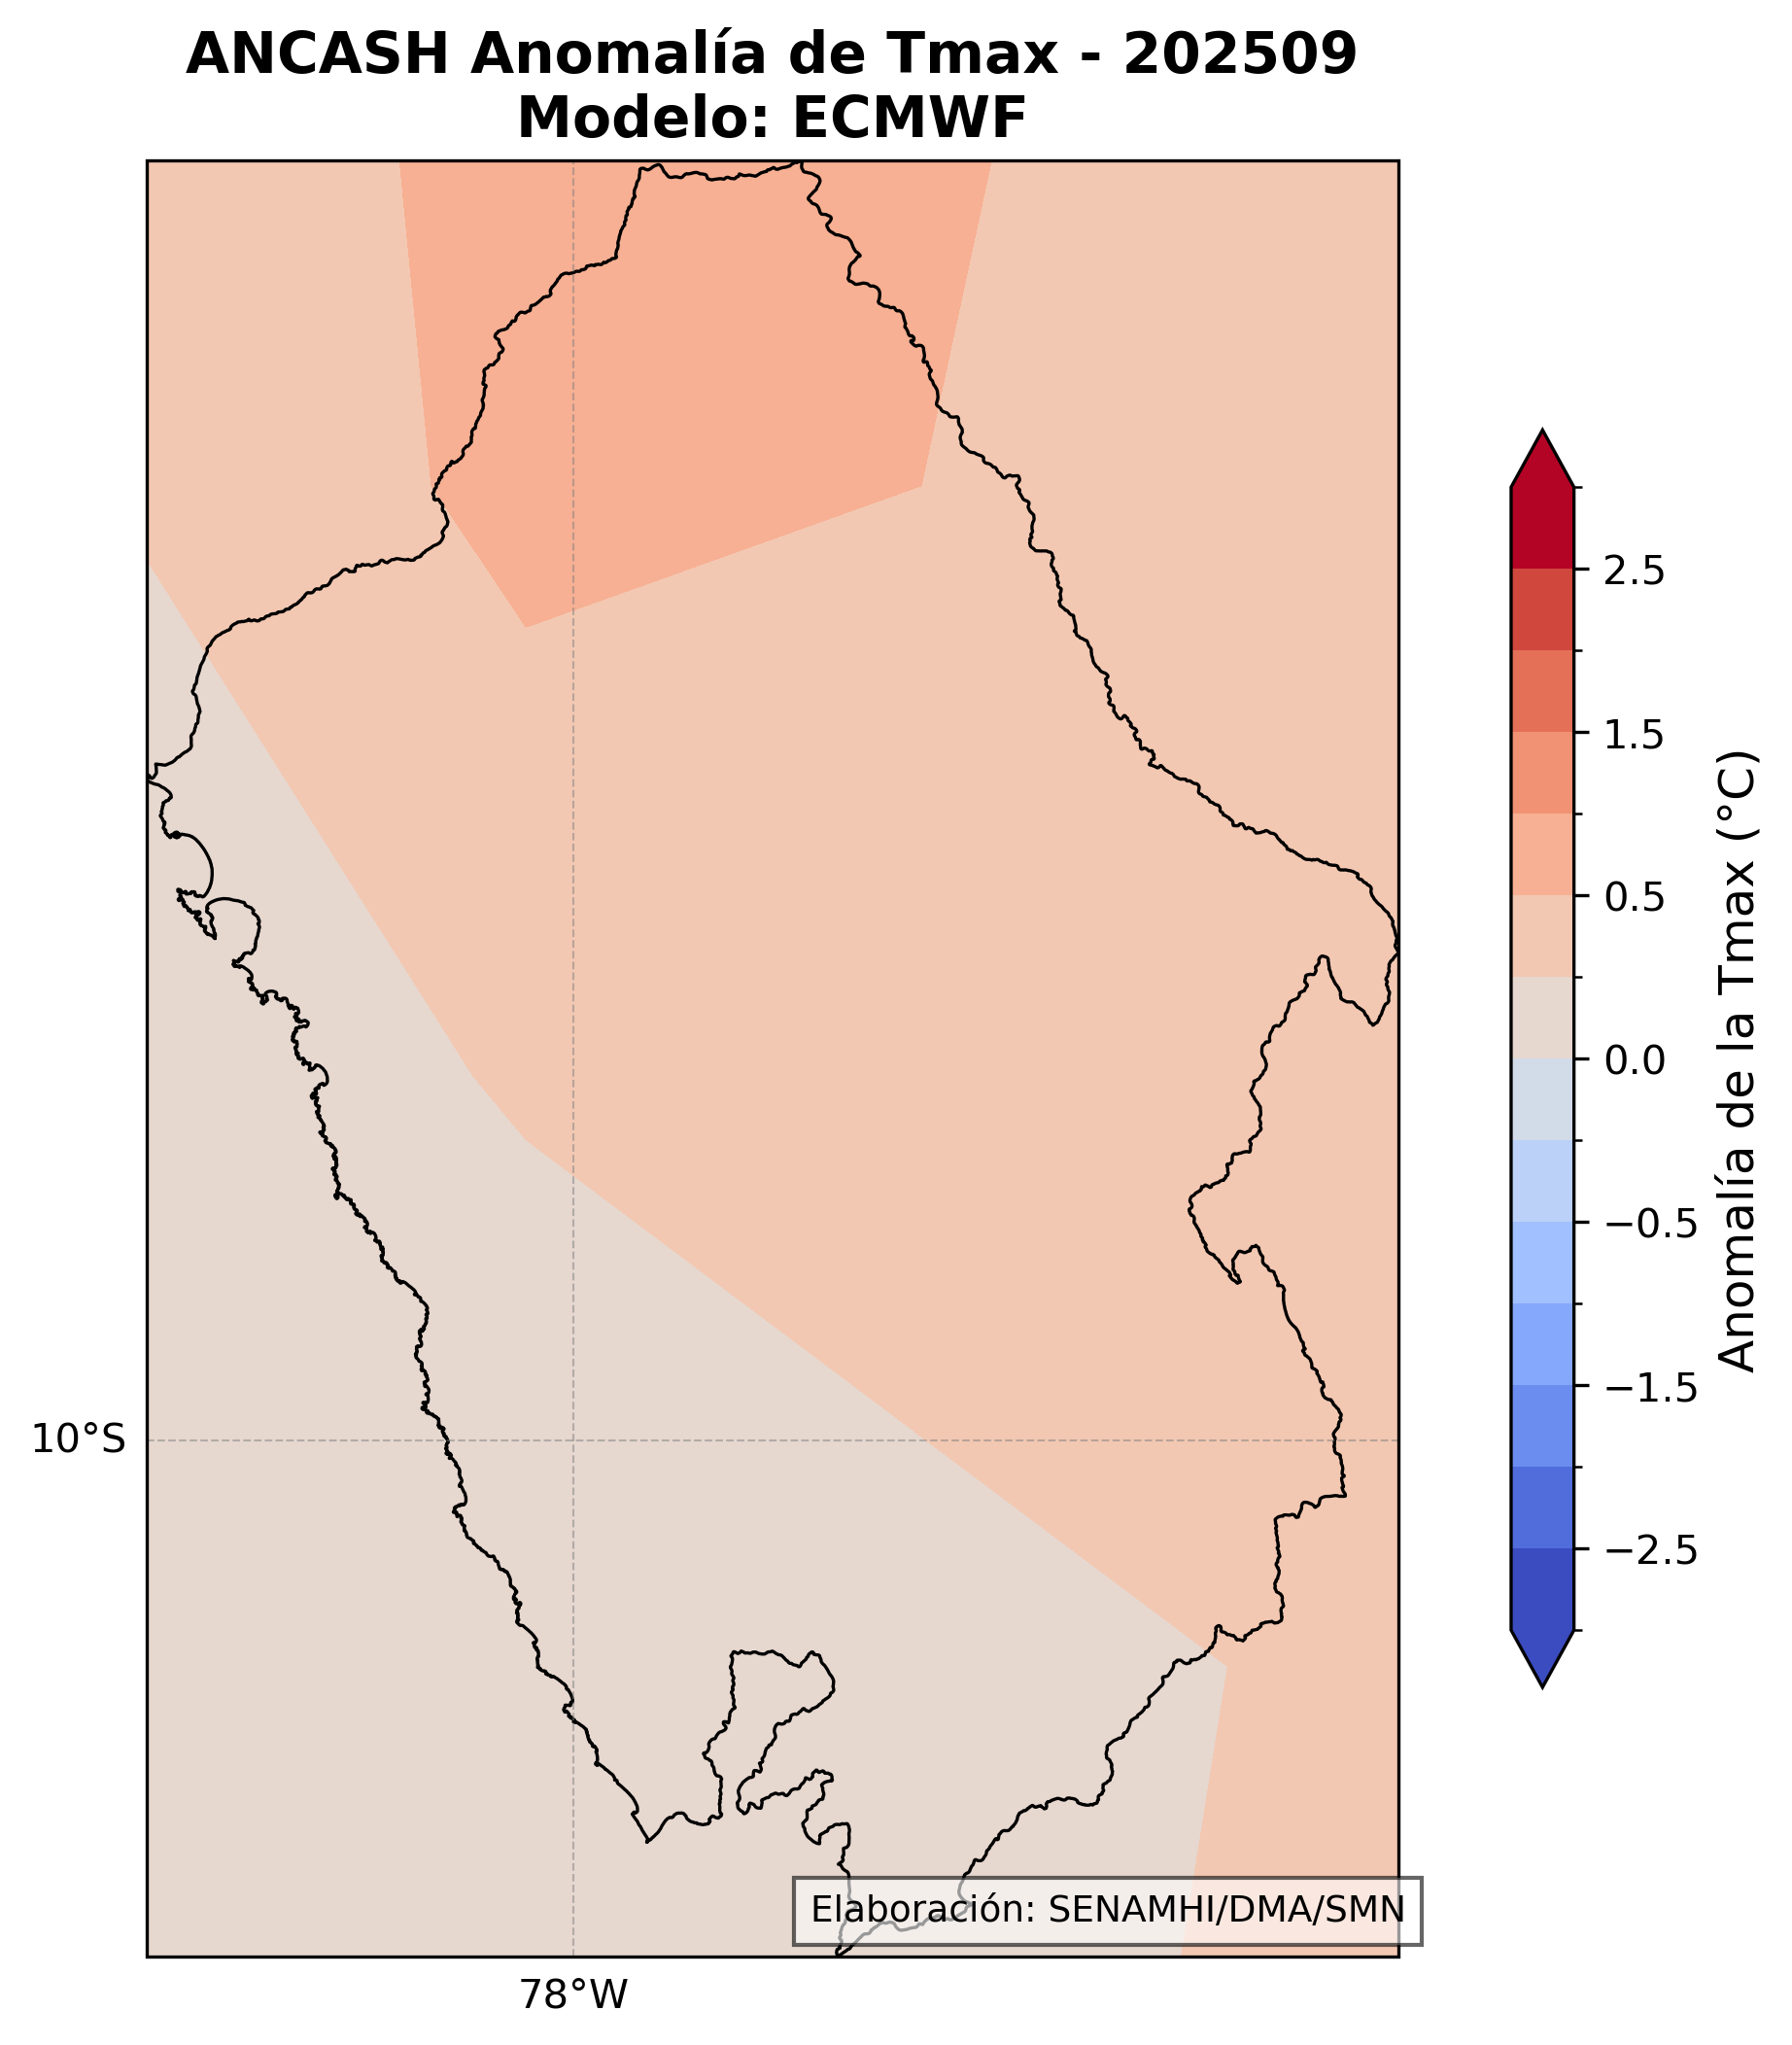 ANCASH Anomalía de Tmax - 202509
Modelo: ECMWF
2.5
1.5
0.5
0.0
−0.5
−1.5
−2.5
Anomalía de la Tmax (°C)
10°S
78°W
Elaboración: SENAMHI/DMA/SMN